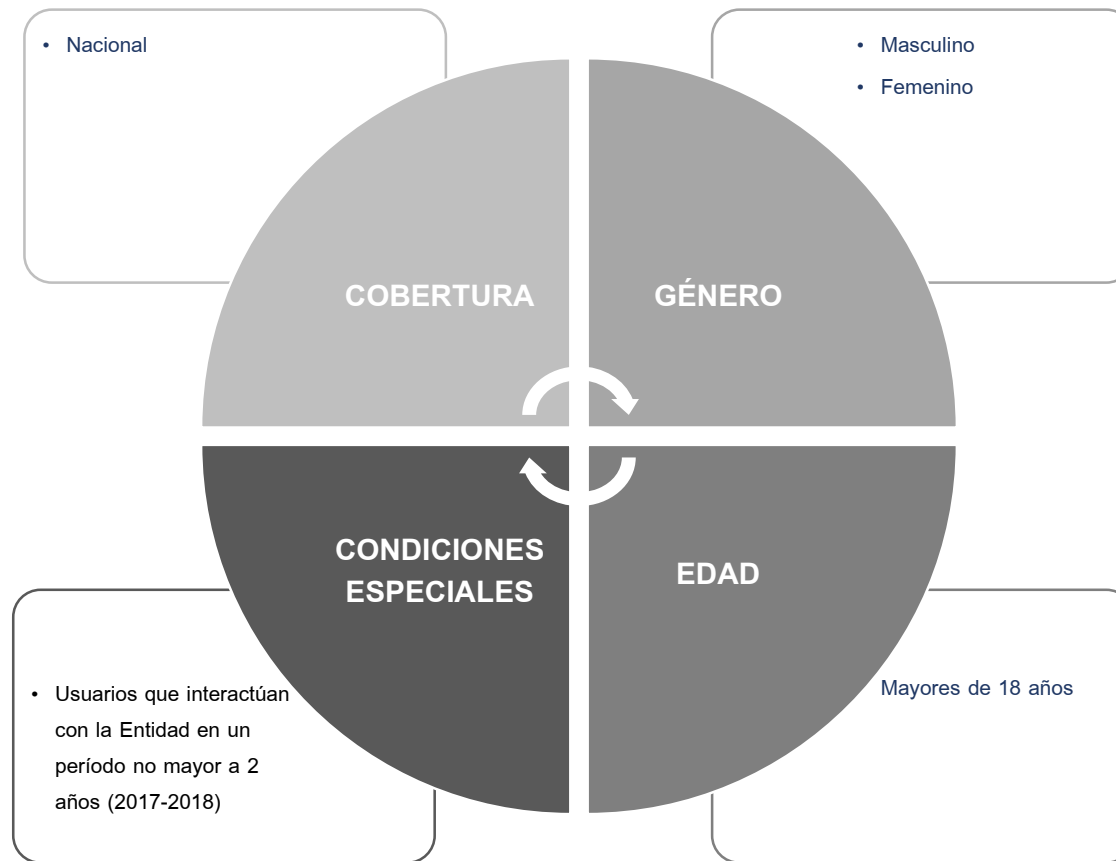 • Nacional
• Masculino
• Femenino
COBERTURA
GÉNERO
CONDICIONES
ESPECIALES
EDAD
• Usuarios que interactúan
con la Entidad en un
período no mayor a 2
años (2017-2018)
Mayores de 18 años